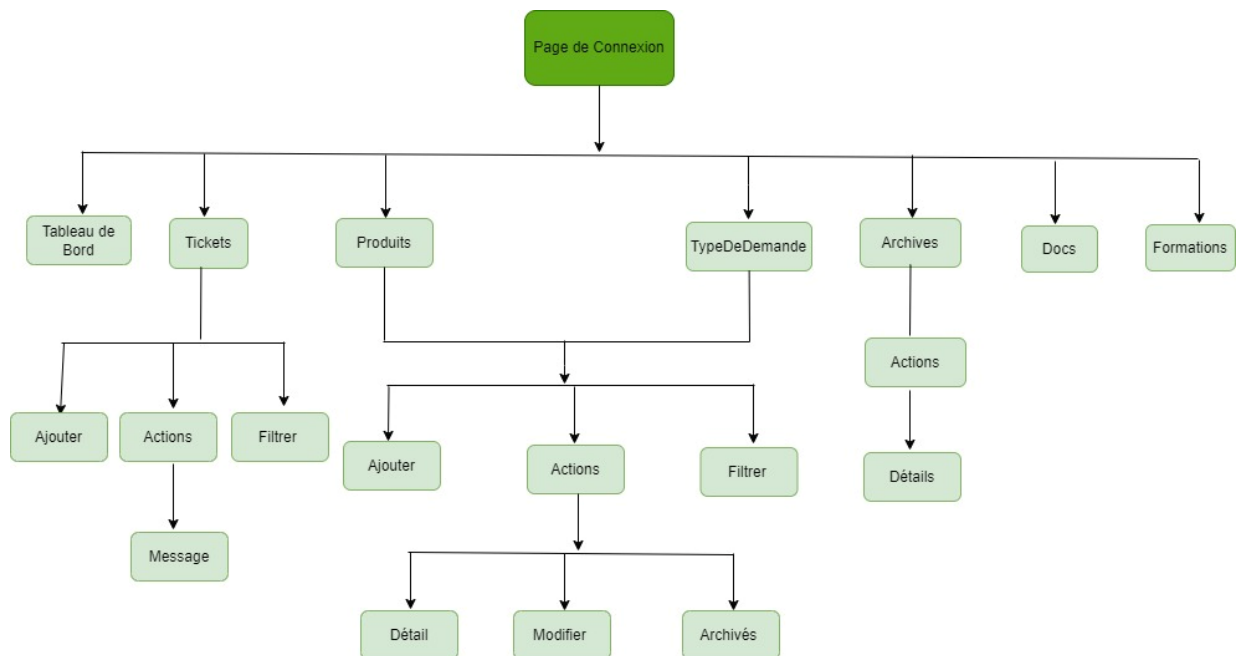 Page de Connexion
Tableau de
Bord
Tickets
Produits
TypeDeDemande
Archives
Docs
Formations
Actions
Ajouter
Actions
Filtrer
Ajouter
Actions
Filtrer
Détails
Message
Détail
Modifier
Archivés